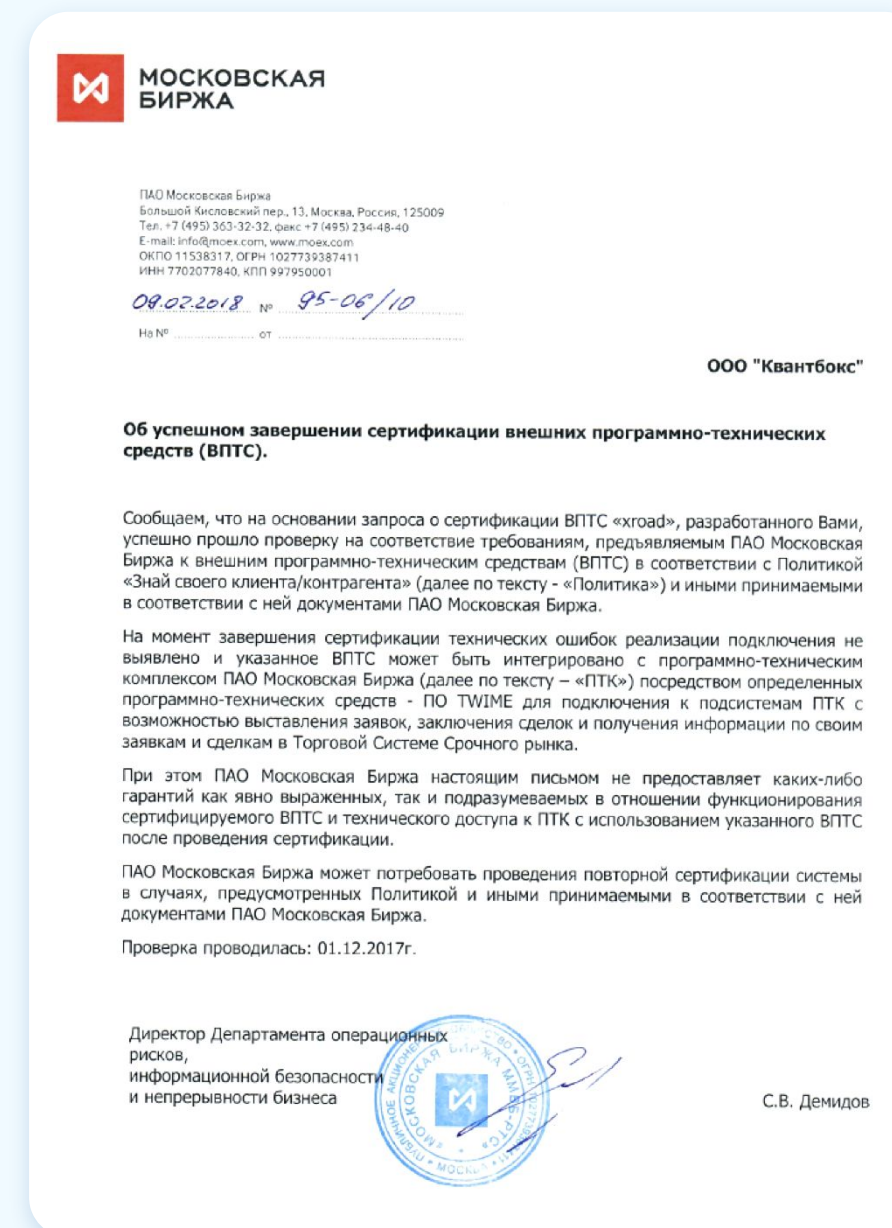 МОСКОВСКАЯ
БИРЖА
ПАО Московская Биржа
Большой Кисловский пер., 13, Москва, Россия, 125009
Тел. +7 (495) 363-32-32, факс +7 (495) 234-48-40
E-mail: info@moex.com, www.moex.com
ОКПО 11538317, ОГРН 1027739387411
ИНН 7702077840, КПП 997950001
09.02.2018 № 95-06/10
На № от
ООО "Квантбокс"
Об успешном завершении сертификации внешних программно-технических
средств (ВПТС).
Сообщаем, что на основании запроса о сертификации ВПТС «xroad», разработанного Вами,
успешно прошло проверку на соответствие требованиям, предъявляемым ПАО Московская
Биржа к внешним программно-техническим средствам (ВПТС) в соответствии с Политикой
«Знай своего клиента/контрагента» (далее по тексту - «Политика») и иными принимаемыми
в соответствии с ней документами ПАО Московская Биржа.
На момент завершения сертификации технических ошибок реализации подключения не
выявлено и указанное ВПТС может быть интегрировано с программно-техническим
комплексом ПАО Московская Биржа (далее по тексту – «ПТК») посредством определенных
программно-технических средств - ПО TWIME для подключения к подсистемам ПТК с
возможностью выставления заявок, заключения сделок и получения информации по своим
заявкам и сделкам в Торговой Системе Срочного рынка.
При этом ПАО Московская Биржа настоящим письмом не предоставляет каких-либо
гарантий как явно выраженных, так и подразумеваемых в отношении функционирования
сертифицируемого ВПТС и технического доступа к ПТК с использованием указанного ВПТС
после проведения сертификации.
ПАО Московская Биржа может потребовать проведения повторной сертификации системы
в случаях, предусмотренных Политикой и иными принимаемыми в соответствии с ней
документами ПАО Московская Биржа.
Проверка проводилась: 01.12.2017г.
Директор Департамента операционных
рисков,
информационной безопасности
и непрерывности бизнеса
С.В. Демидов
ПУБЛИЧНОЕ АКЦИОНЕРНОЕ ОБЩЕСТВО
«МОСКОВСКАЯ БИРЖА ММВБ-РТС»
МОСКВА